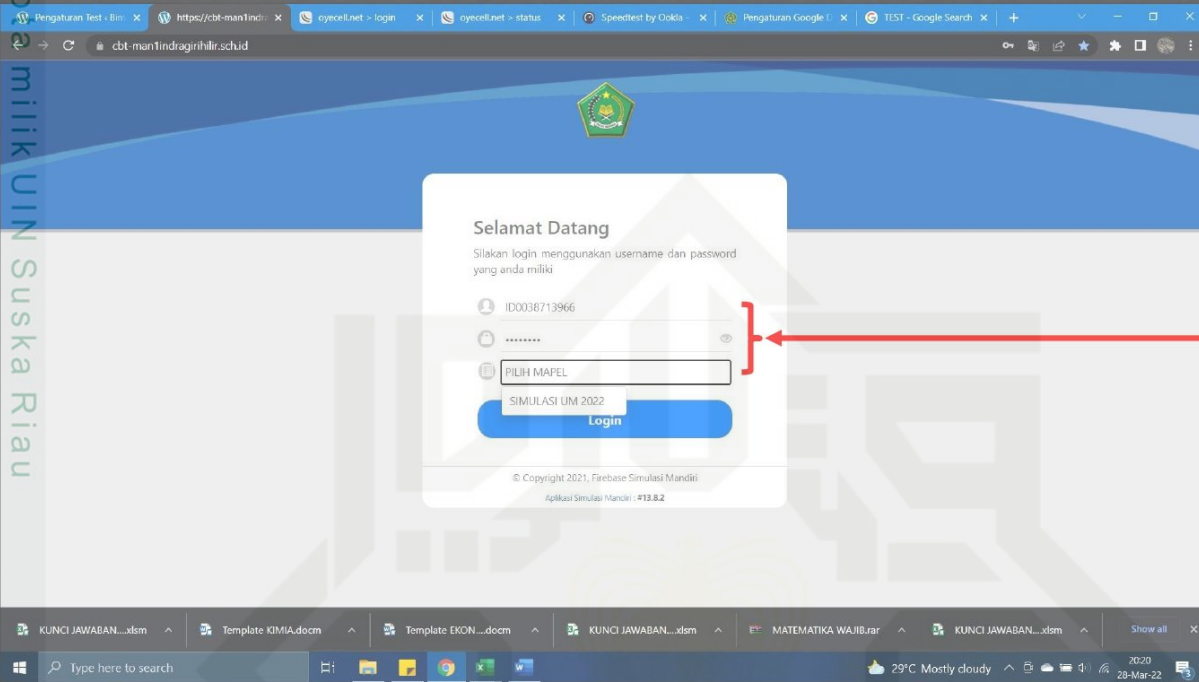 Pengaturan Test ‹ Bim
https://cbt-man1indra
oyecell.net > login
oyecell.net > status
Speedtest by Ookla -
Pengaturan Google D
TEST - Google Search
cbt-man1indragirihilir.sch.id
milik UIN Suska Riau
Selamat Datang
Silakan login menggunakan username dan password
yang anda miliki
ID0038713966
••••••••
PILIH MAPEL
SIMULASI UM 2022
Login
© Copyright 2021, Firebase Simulasi Mandiri
Aplikasi Simulasi Mandiri : #13.8.2
KUNCI JAWABAN....xlsm
Template KIMIA.docm
Template EKON....docm
KUNCI JAWABAN....xlsm
MATEMATIKA WAJIB.rar
KUNCI JAWABAN....xlsm
Show all
Type here to search
29°C Mostly cloudy
20:20
28-Mar-22
3